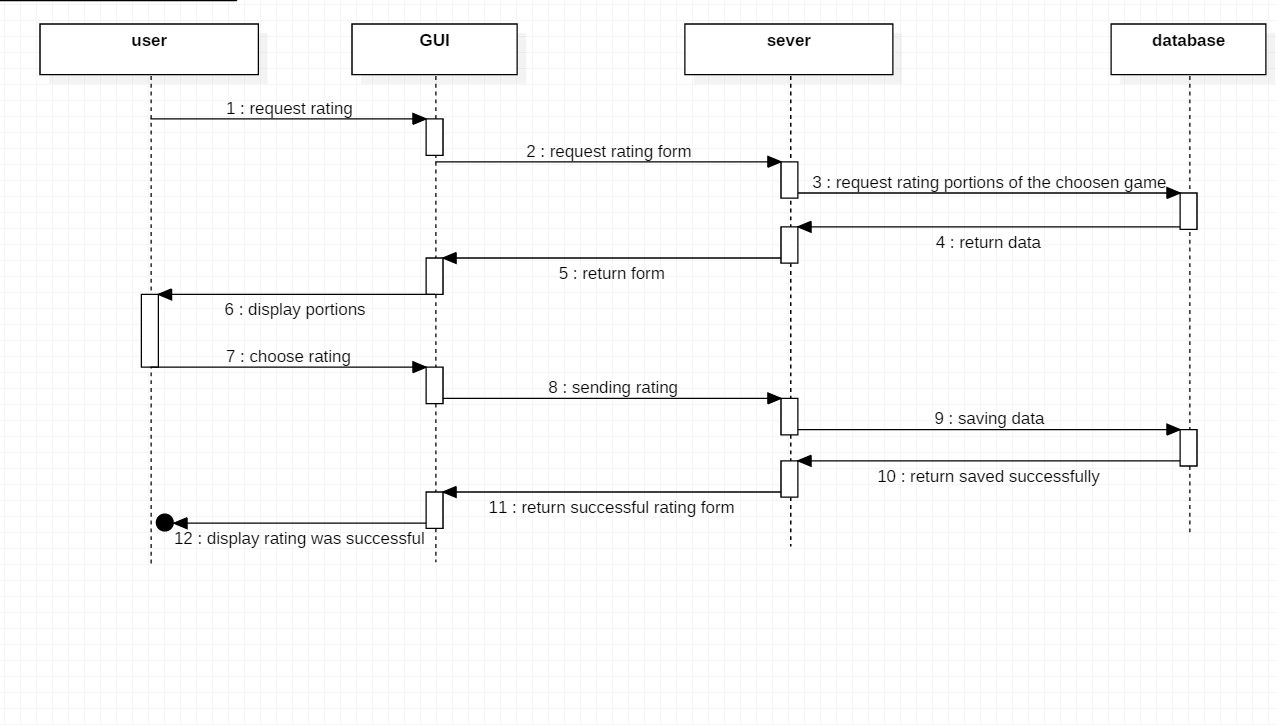 user
GUI
sever
database
1 : request rating
2 : request rating form
3 : request rating portions of the choosen game
4 : return data
5 : return form
6 : display portions
7 : choose rating
8 : sending rating
9 : saving data
10 : return saved successfully
11 : return successful rating form
12 : display rating was successful